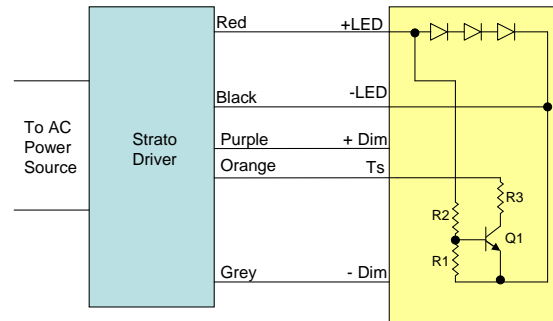 Red
+LED
Black
-LED
To AC
Power
Source
Strato
Driver
Purple
+ Dim
Orange
Ts
R3
R2
Q1
R1
Grey
- Dim